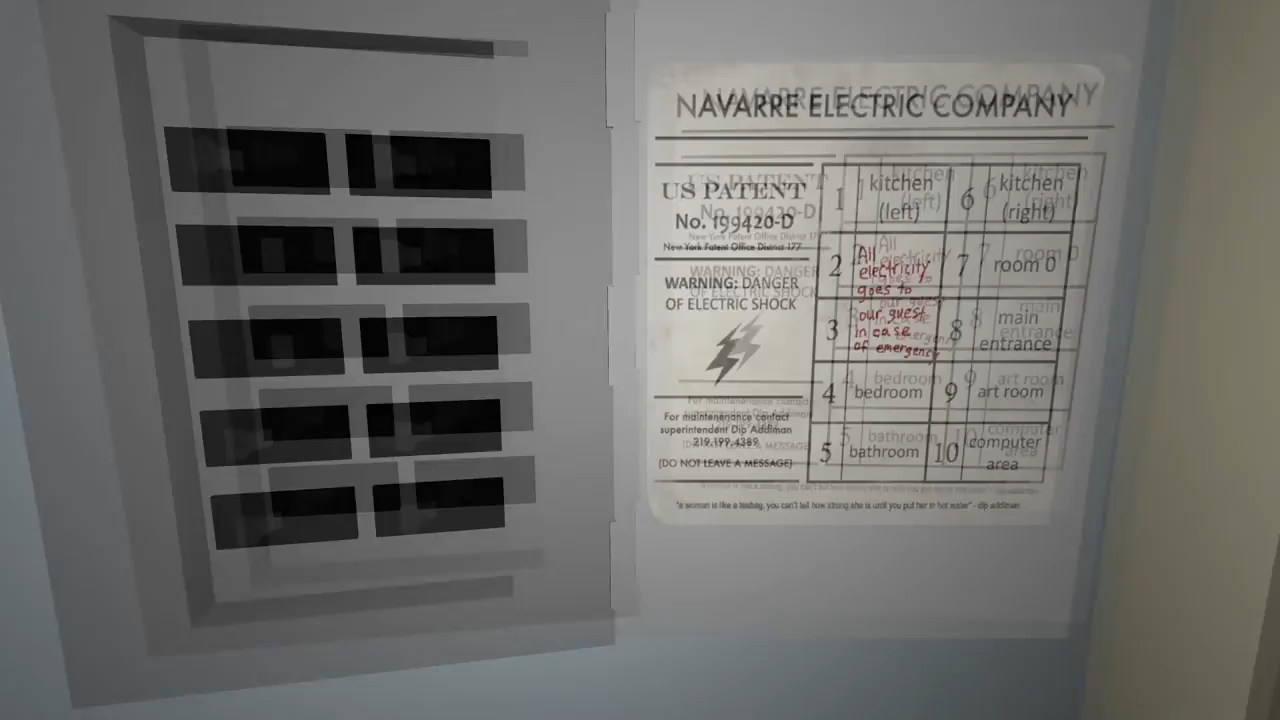 NAVARRE ELECTRIC COMPANY
US PATENT
No. 199420-D
New York Patent Office District 177
WARNING: DANGER
OF ELECTRIC SHOCK
For maintenenance contact
superintendent Dip Addiman
219.199.4389
(DO NOT LEAVE A MESSAGE)
1 kitchen (left) 6 kitchen (right)
2 7 room 0
3 8 main entrance
All
electricity
goes to
our guest
in case
of emergency
4 bedroom 9 art room
5 bathroom 10 computer area
"a woman is like a teabag, you can't tell how strong she is until you put her in hot water" - dip addiman